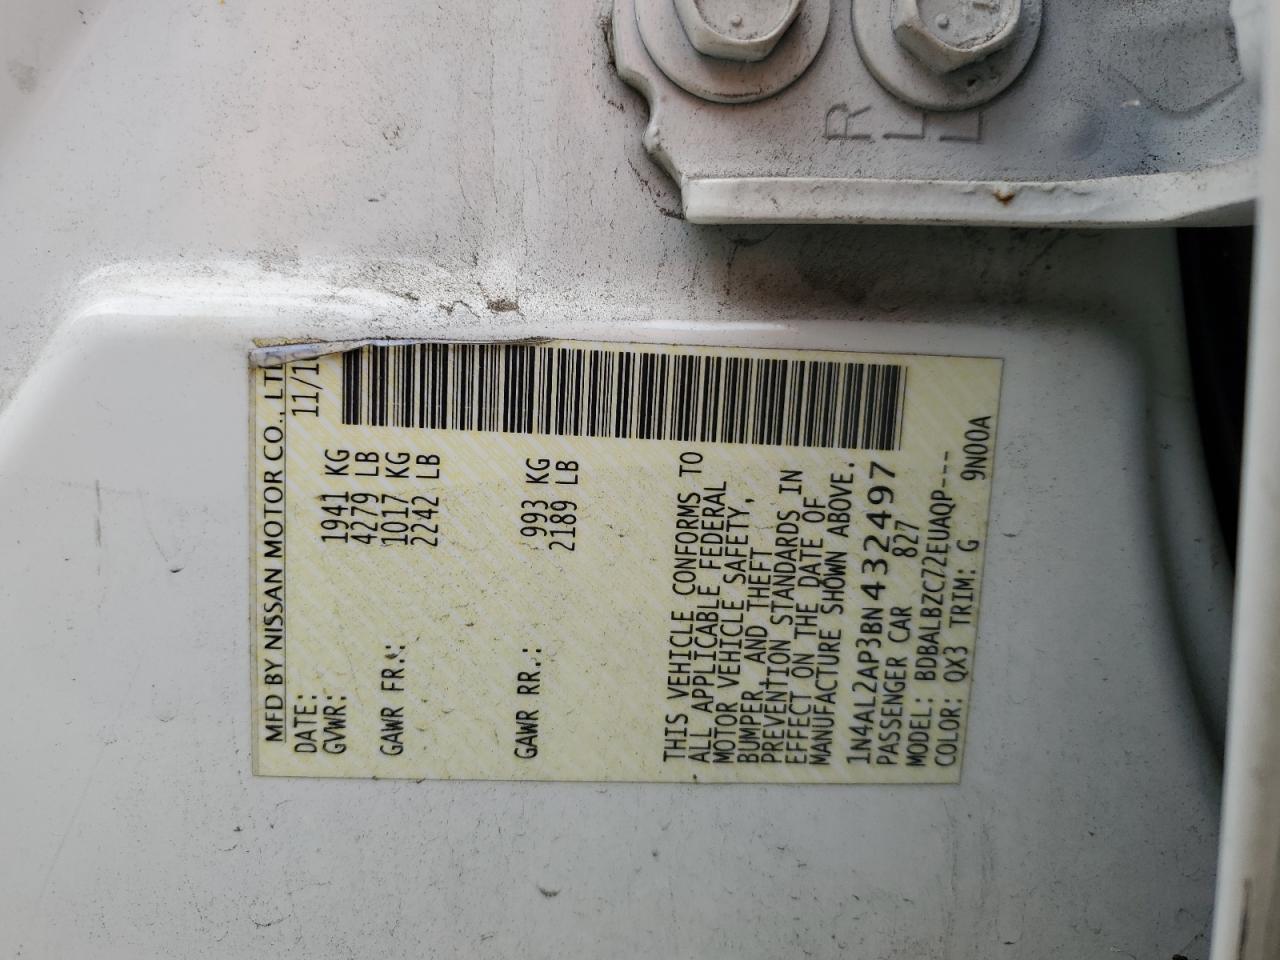 MFD BY NISSAN MOTOR CO., LTD
DATE: 11/1
GVWR: 1941 KG
4279 LB
GAWR FR.: 1017 KG
2242 LB
GAWR RR.: 993 KG
2189 LB
THIS VEHICLE CONFORMS TO
ALL APPLICABLE FEDERAL
MOTOR VEHICLE SAFETY,
BUMPER, AND THEFT
PREVENTION STANDARDS IN
EFFECT ON THE DATE OF
MANUFACTURE SHOWN ABOVE.
1N4AL2AP3BN432497
PASSENGER CAR 827
MODEL: BDBALBZC72EUAQP---
COLOR: QX3 TRIM: G 9N00A
R